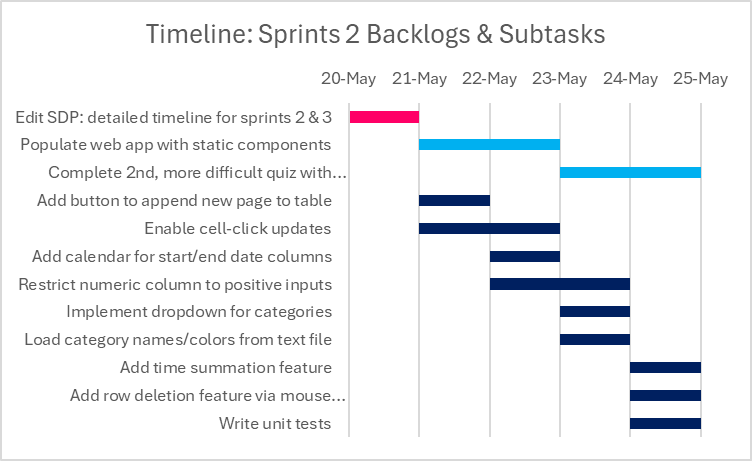 Timeline: Sprints 2 Backlogs & Subtasks
20-May 21-May 22-May 23-May 24-May 25-May
Edit SDP: detailed timeline for sprints 2 & 3
Populate web app with static components
Complete 2nd, more difficult quiz with...
Add button to append new page to table
Enable cell-click updates
Add calendar for start/end date columns
Restrict numeric column to positive inputs
Implement dropdown for categories
Load category names/colors from text file
Add time summation feature
Add row deletion feature via mouse...
Write unit tests